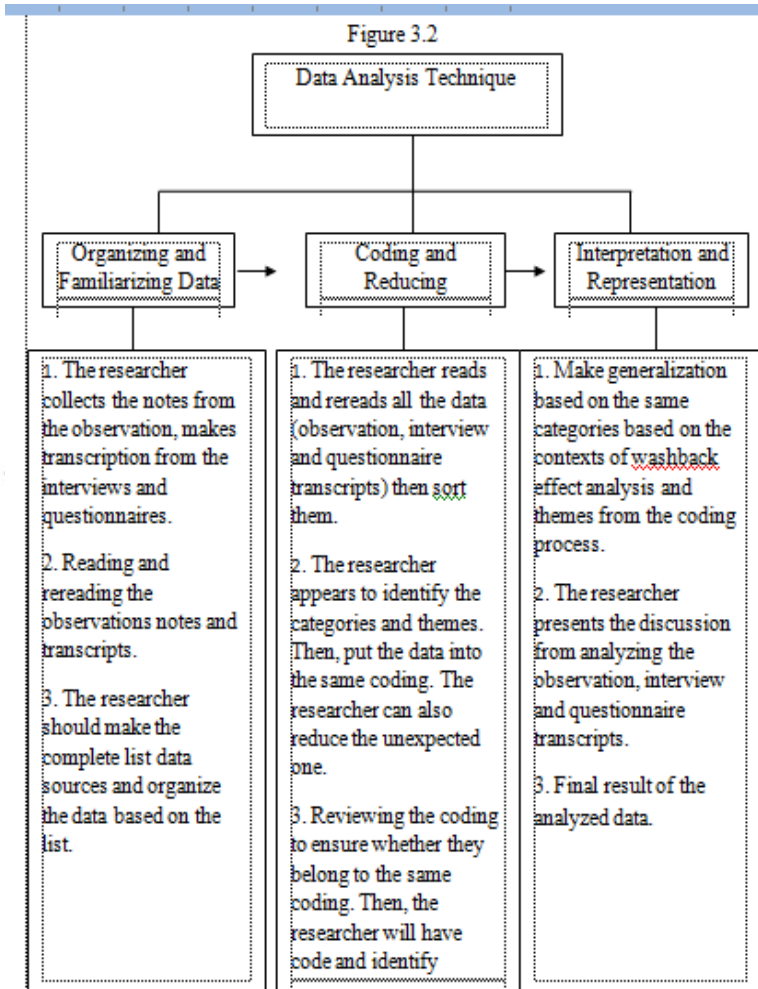 Figure 3.2
Data Analysis Technique
Organizing and
Familiarizing Data
Coding and
Reducing
Interpretation and
Representation
1. The researcher
collects the notes from
the observation, makes
transcription from the
interviews and
questionnaires.
2. Reading and
rereading the
observations notes and
transcripts.
3. The researcher
should make the
complete list data
sources and organize
the data based on the
list.
1. The researcher reads
and rereads all the data
(observation, interview
and questionnaire
transcripts) then sort
them.
2. The researcher
appears to identify the
categories and themes.
Then, put the data into
the same coding. The
researcher can also
reduce the unexpected
one.
3. Reviewing the coding
to ensure whether they
belong to the same
coding. Then, the
researcher will have
code and identify
1. Make generalization
based on the same
categories based on the
contexts of washback
effect analysis and
themes from the coding
process.
2. The researcher
presents the discussion
from analyzing the
observation, interview
and questionnaire
transcripts.
3. Final result of the
analyzed data.